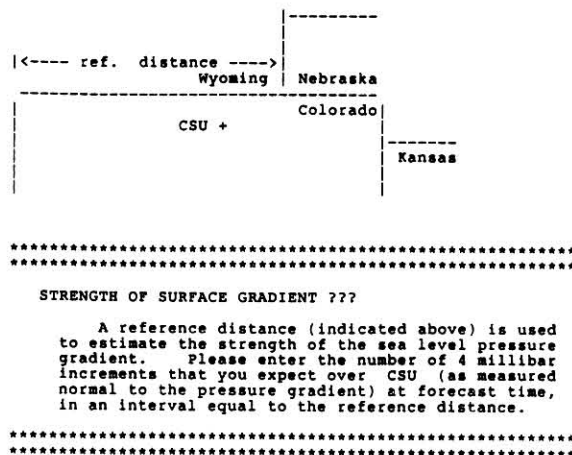 |<---- ref. distance ---->|
Wyoming | Nebraska
Colorado
CSU +
Kansas
************************************************************
************************************************************
STRENGTH OF SURFACE GRADIENT ???
A reference distance (indicated above) is used
to estimate the strength of the sea level pressure
gradient. Please enter the number of 4 millibar
increments that you expect over CSU (as measured
normal to the pressure gradient) at forecast time,
in an interval equal to the reference distance.
************************************************************
************************************************************